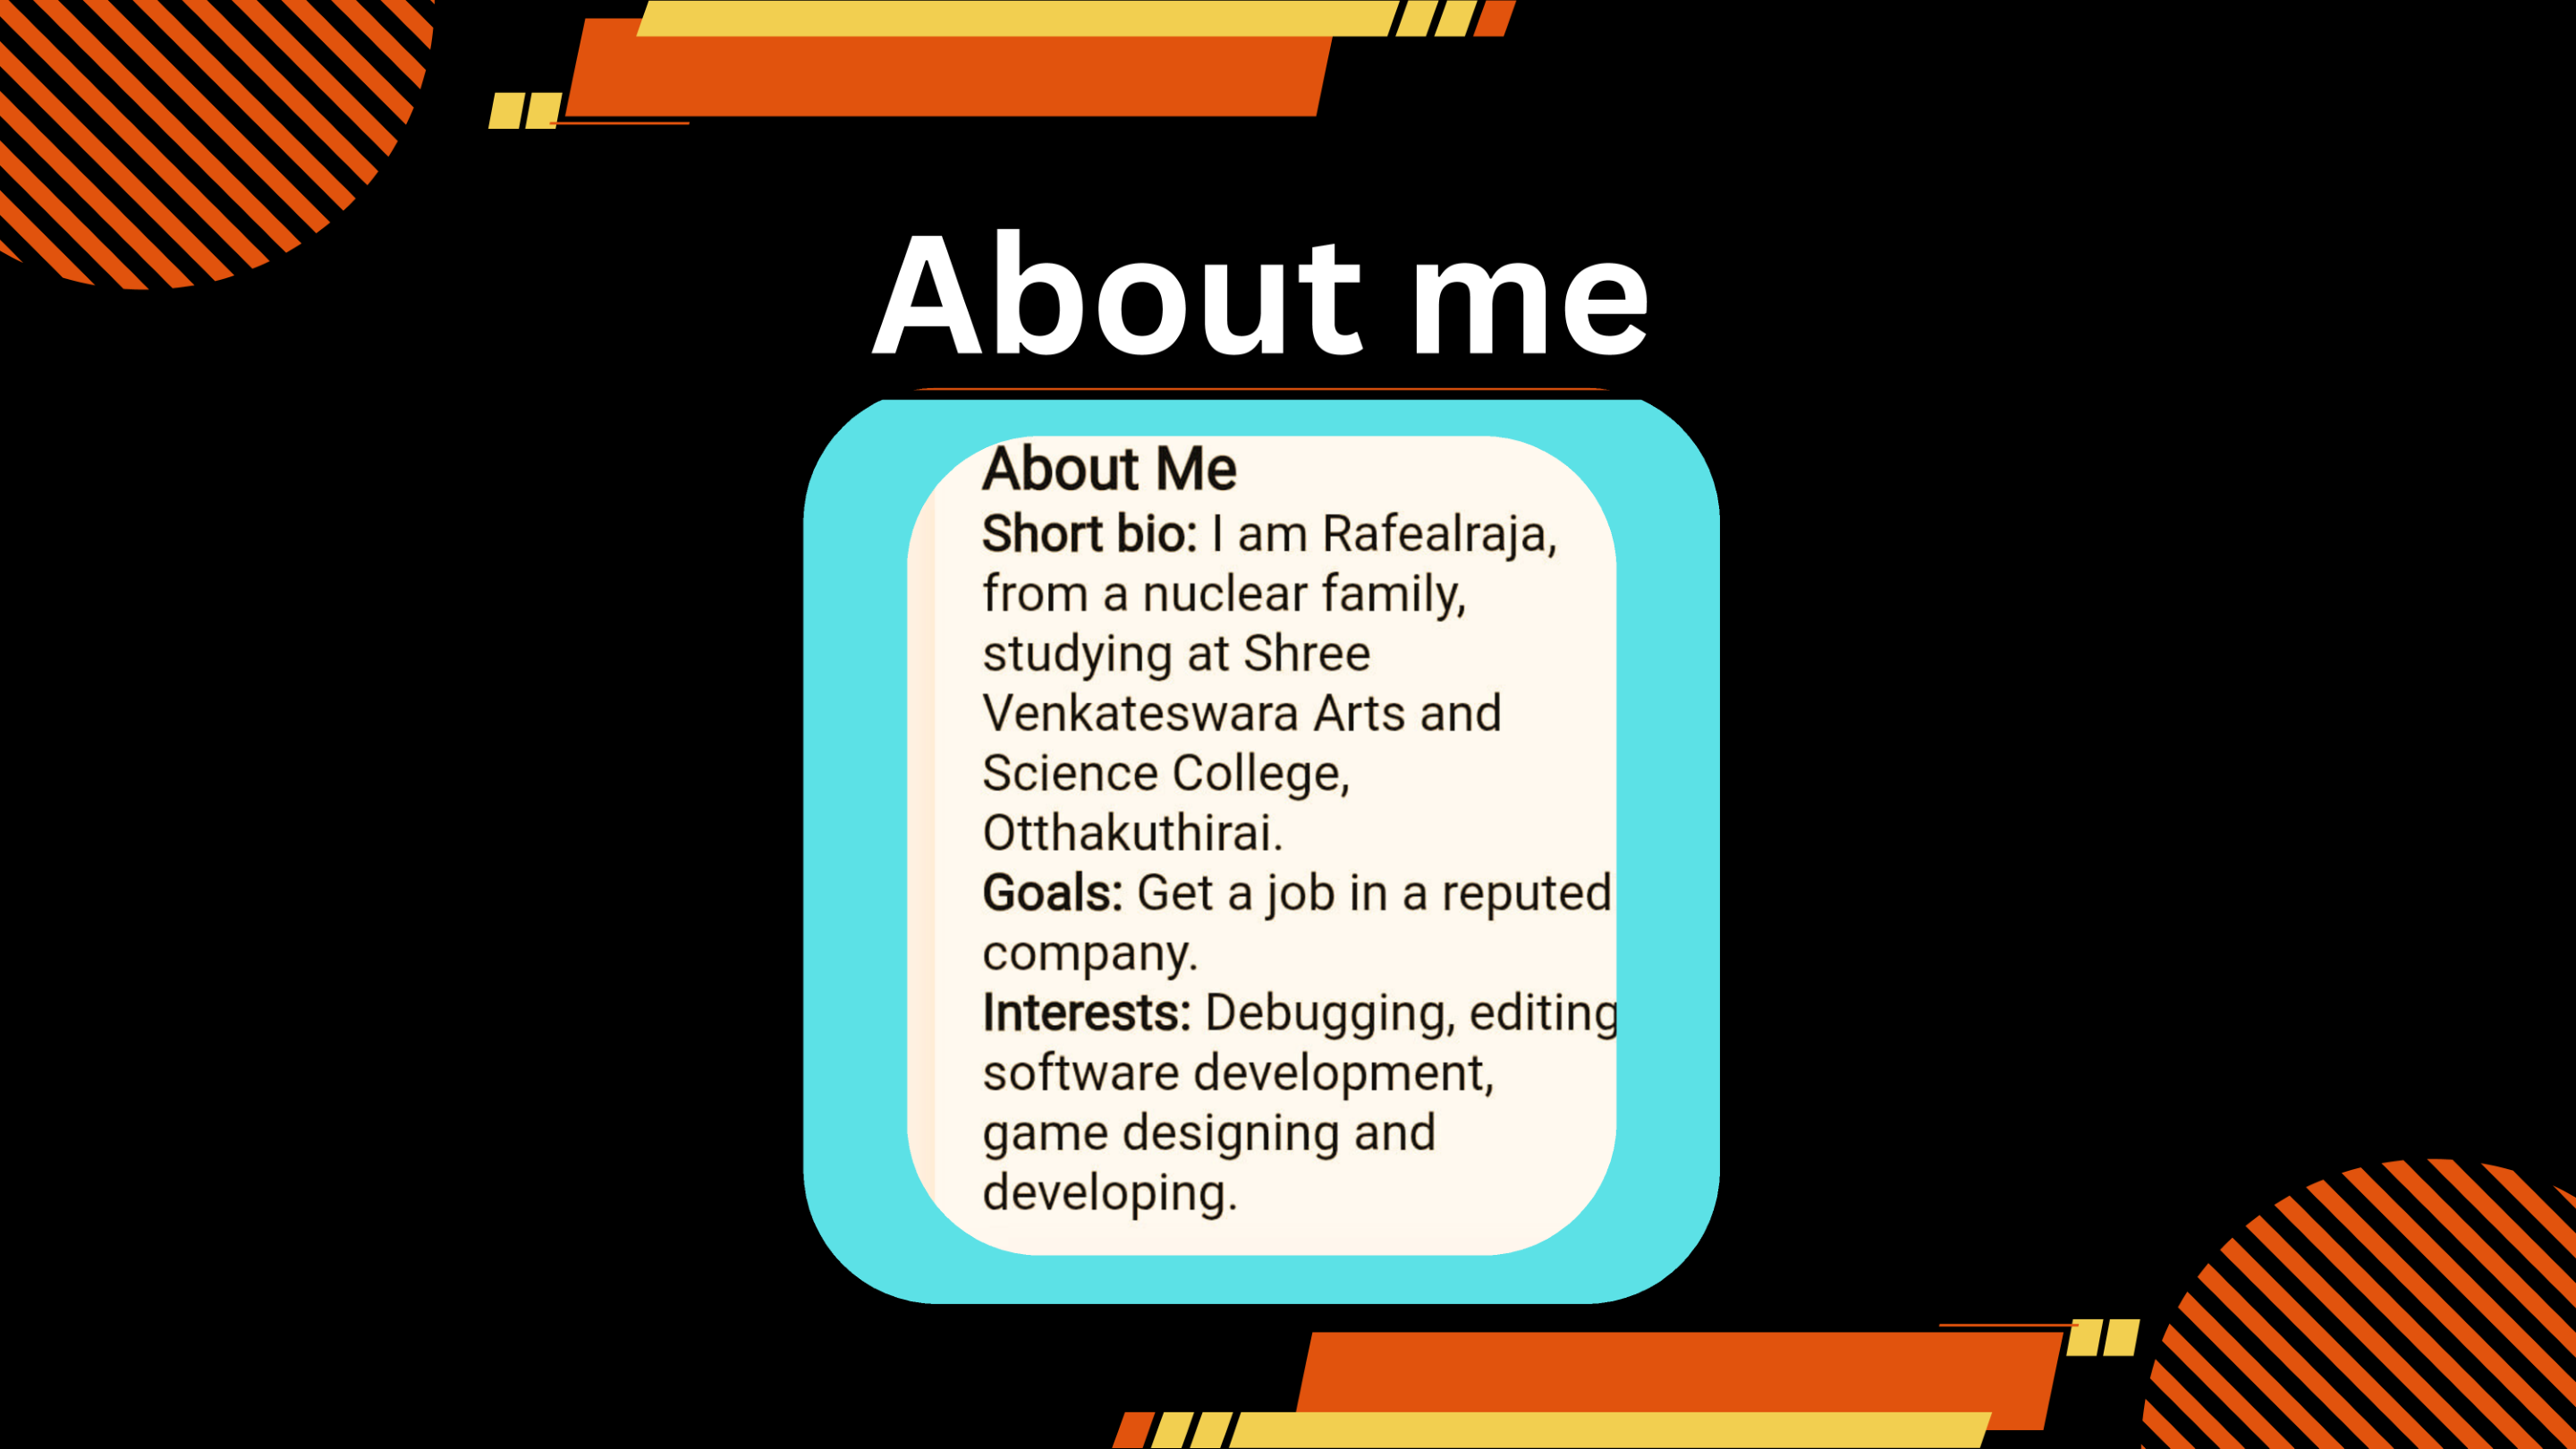 About me
About Me
Short bio: I am Rafealraja,
from a nuclear family,
studying at Shree
Venkateswara Arts and
Science College,
Otthakuthirai.
Goals: Get a job in a reputed
company.
Interests: Debugging, editing
software development,
game designing and
developing.